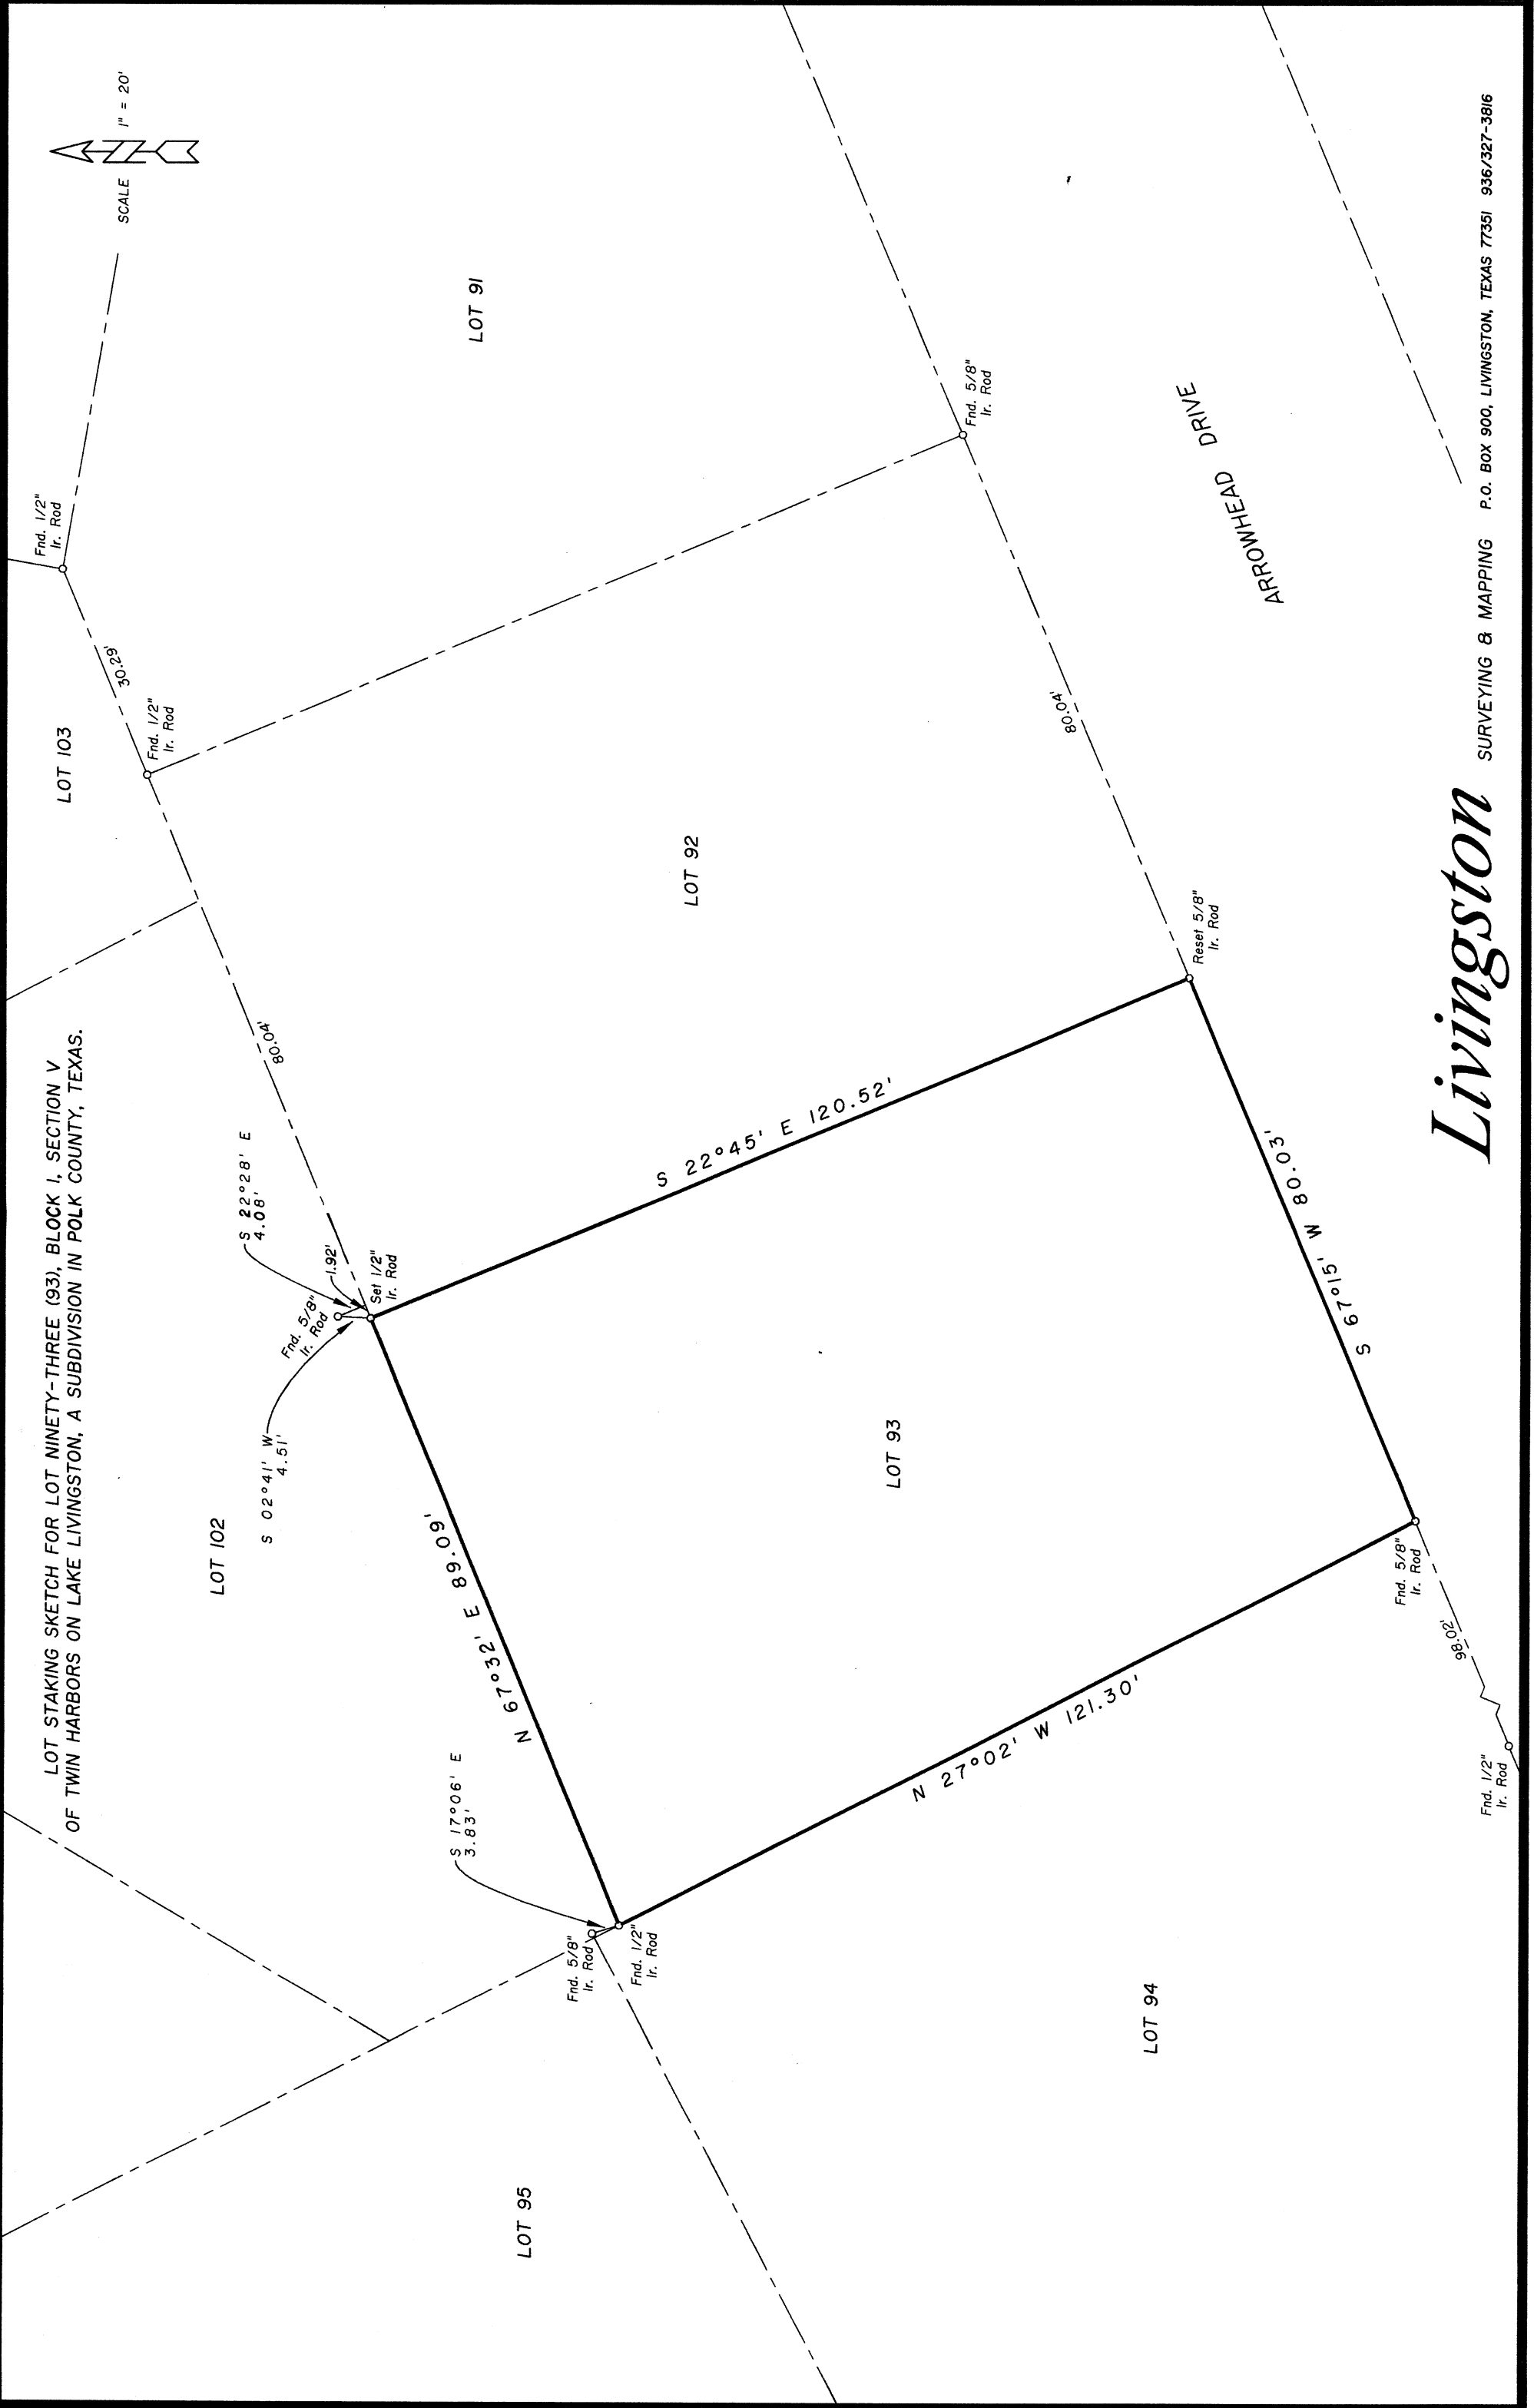 LOT STAKING SKETCH FOR LOT NINETY-THREE (93), BLOCK 1, SECTION V
OF TWIN HARBORS ON LAKE LIVINGSTON, A SUBDIVISION IN POLK COUNTY, TEXAS.
SCALE 1" = 20'
LOT 103
Fnd. 1/2"
Ir. Rod
30.29'
Fnd. 1/2"
Ir. Rod
LOT 91
LOT 102
80.04'
S 22°28' E
4.08'
1.92'
Fnd. 5/8"
Ir. Rod
Set 1/2"
Ir. Rod
S 02°41' W
4.51'
LOT 92
Fnd. 5/8"
Ir. Rod
N 67°32' E 89.09'
S 22°45' E 120.52'
80.04'
S 17°06' E
3.83'
Fnd. 5/8"
Ir. Rod
Fnd. 1/2"
Ir. Rod
LOT 95
LOT 93
Reset 5/8"
Ir. Rod
ARROWHEAD DRIVE
N 27°02' W 121.30'
S 67°15' W 80.03'
LOT 94
Fnd. 5/8"
Ir. Rod
98.02'
Fnd. 1/2"
Ir. Rod
Livingston SURVEYING & MAPPING P.O. BOX 900, LIVINGSTON, TEXAS 77351 936/327-3816